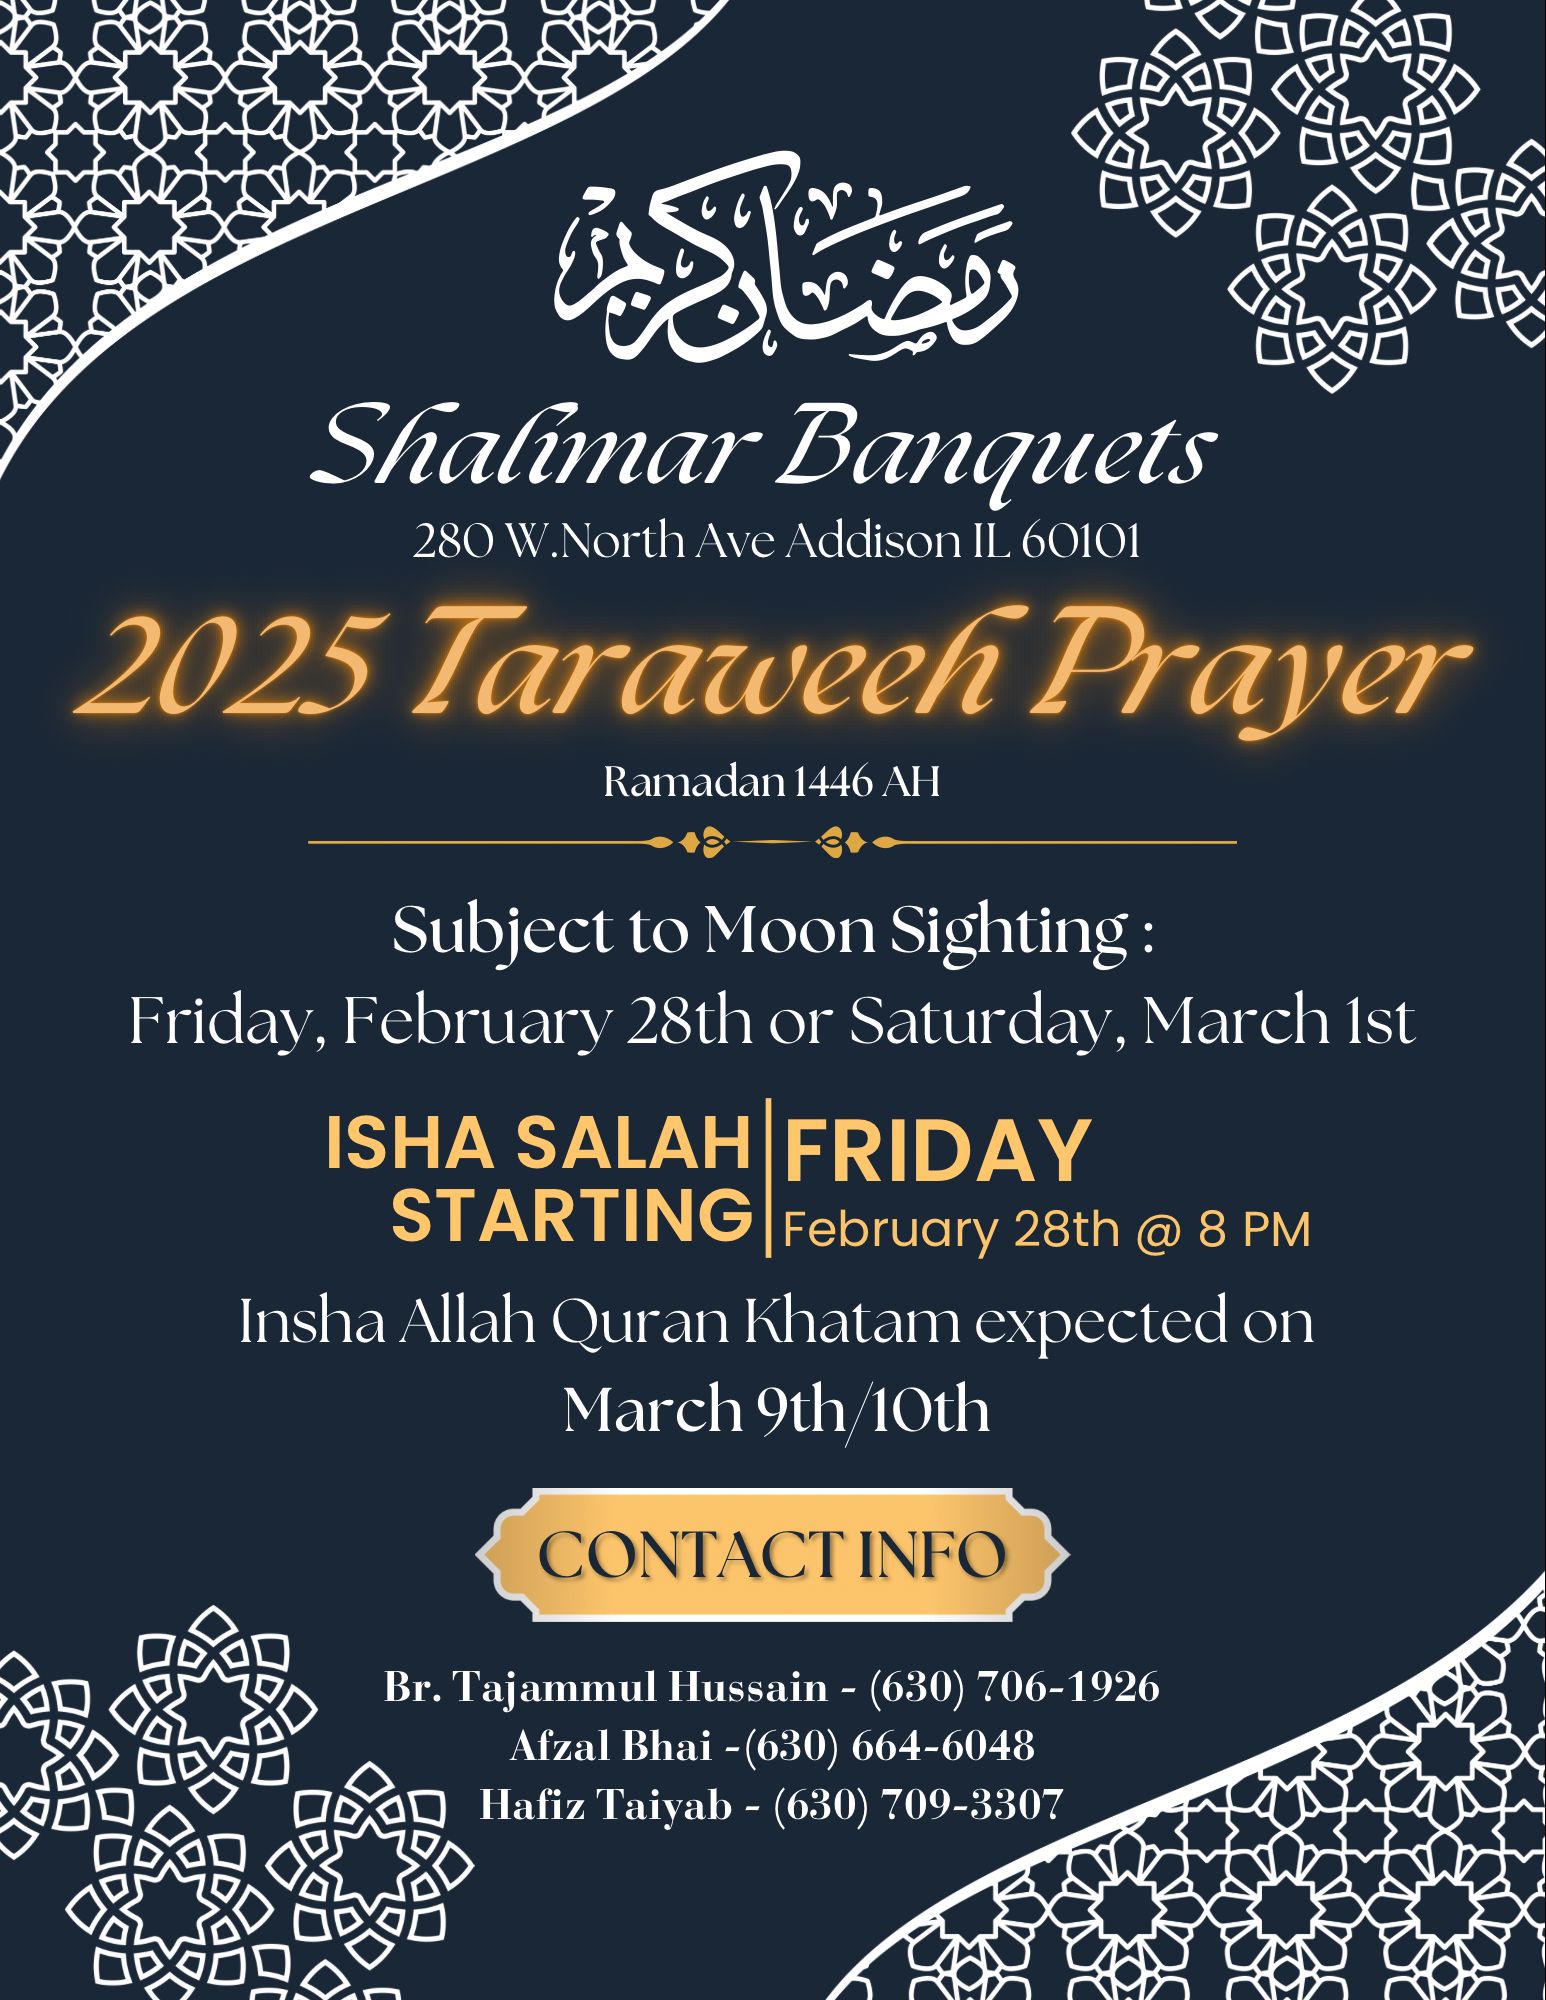 رمضان كريم
Shalimar Banquets
280 W.North Ave Addison IL 60101
2025 Taraweeh Prayer
Ramadan 1446 AH
Subject to Moon Sighting :
Friday, February 28th or Saturday, March 1st
ISHA SALAH
STARTING
FRIDAY
February 28th @ 8 PM
Insha Allah Quran Khatam expected on
March 9th/10th
CONTACT INFO
Br. Tajammul Hussain - (630) 706-1926
Afzal Bhai -(630) 664-6048
Hafiz Taiyab - (630) 709-3307